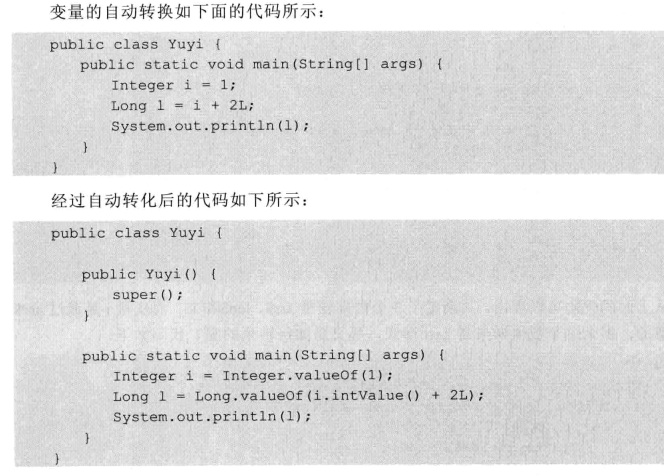 变量的自动转换如下面的代码所示：
public class Yuyi {
public static void main(String[] args) {
Integer i = 1;
Long l = i + 2L;
System.out.println(l);
}
}
经过自动转化后的代码如下所示：
public class Yuyi {
public Yuyi() {
super();
}
public static void main(String[] args) {
Integer i = Integer.valueOf(1);
Long l = Long.valueOf(i.intValue() + 2L);
System.out.println(l);
}
}